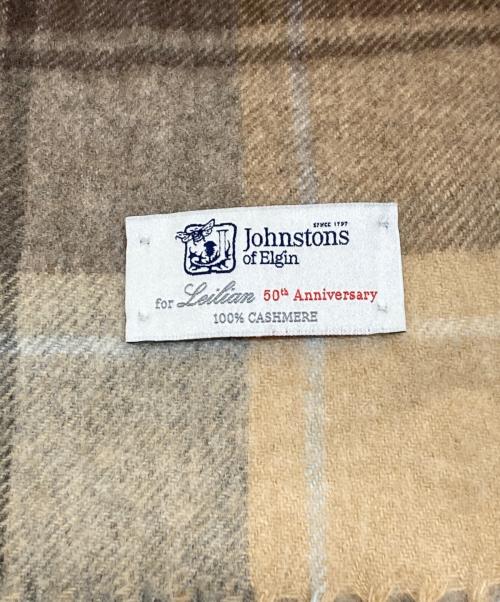 SINCE 1797
Johnstons
of Elgin
for Leilian 50th Anniversary
100% CASHMERE